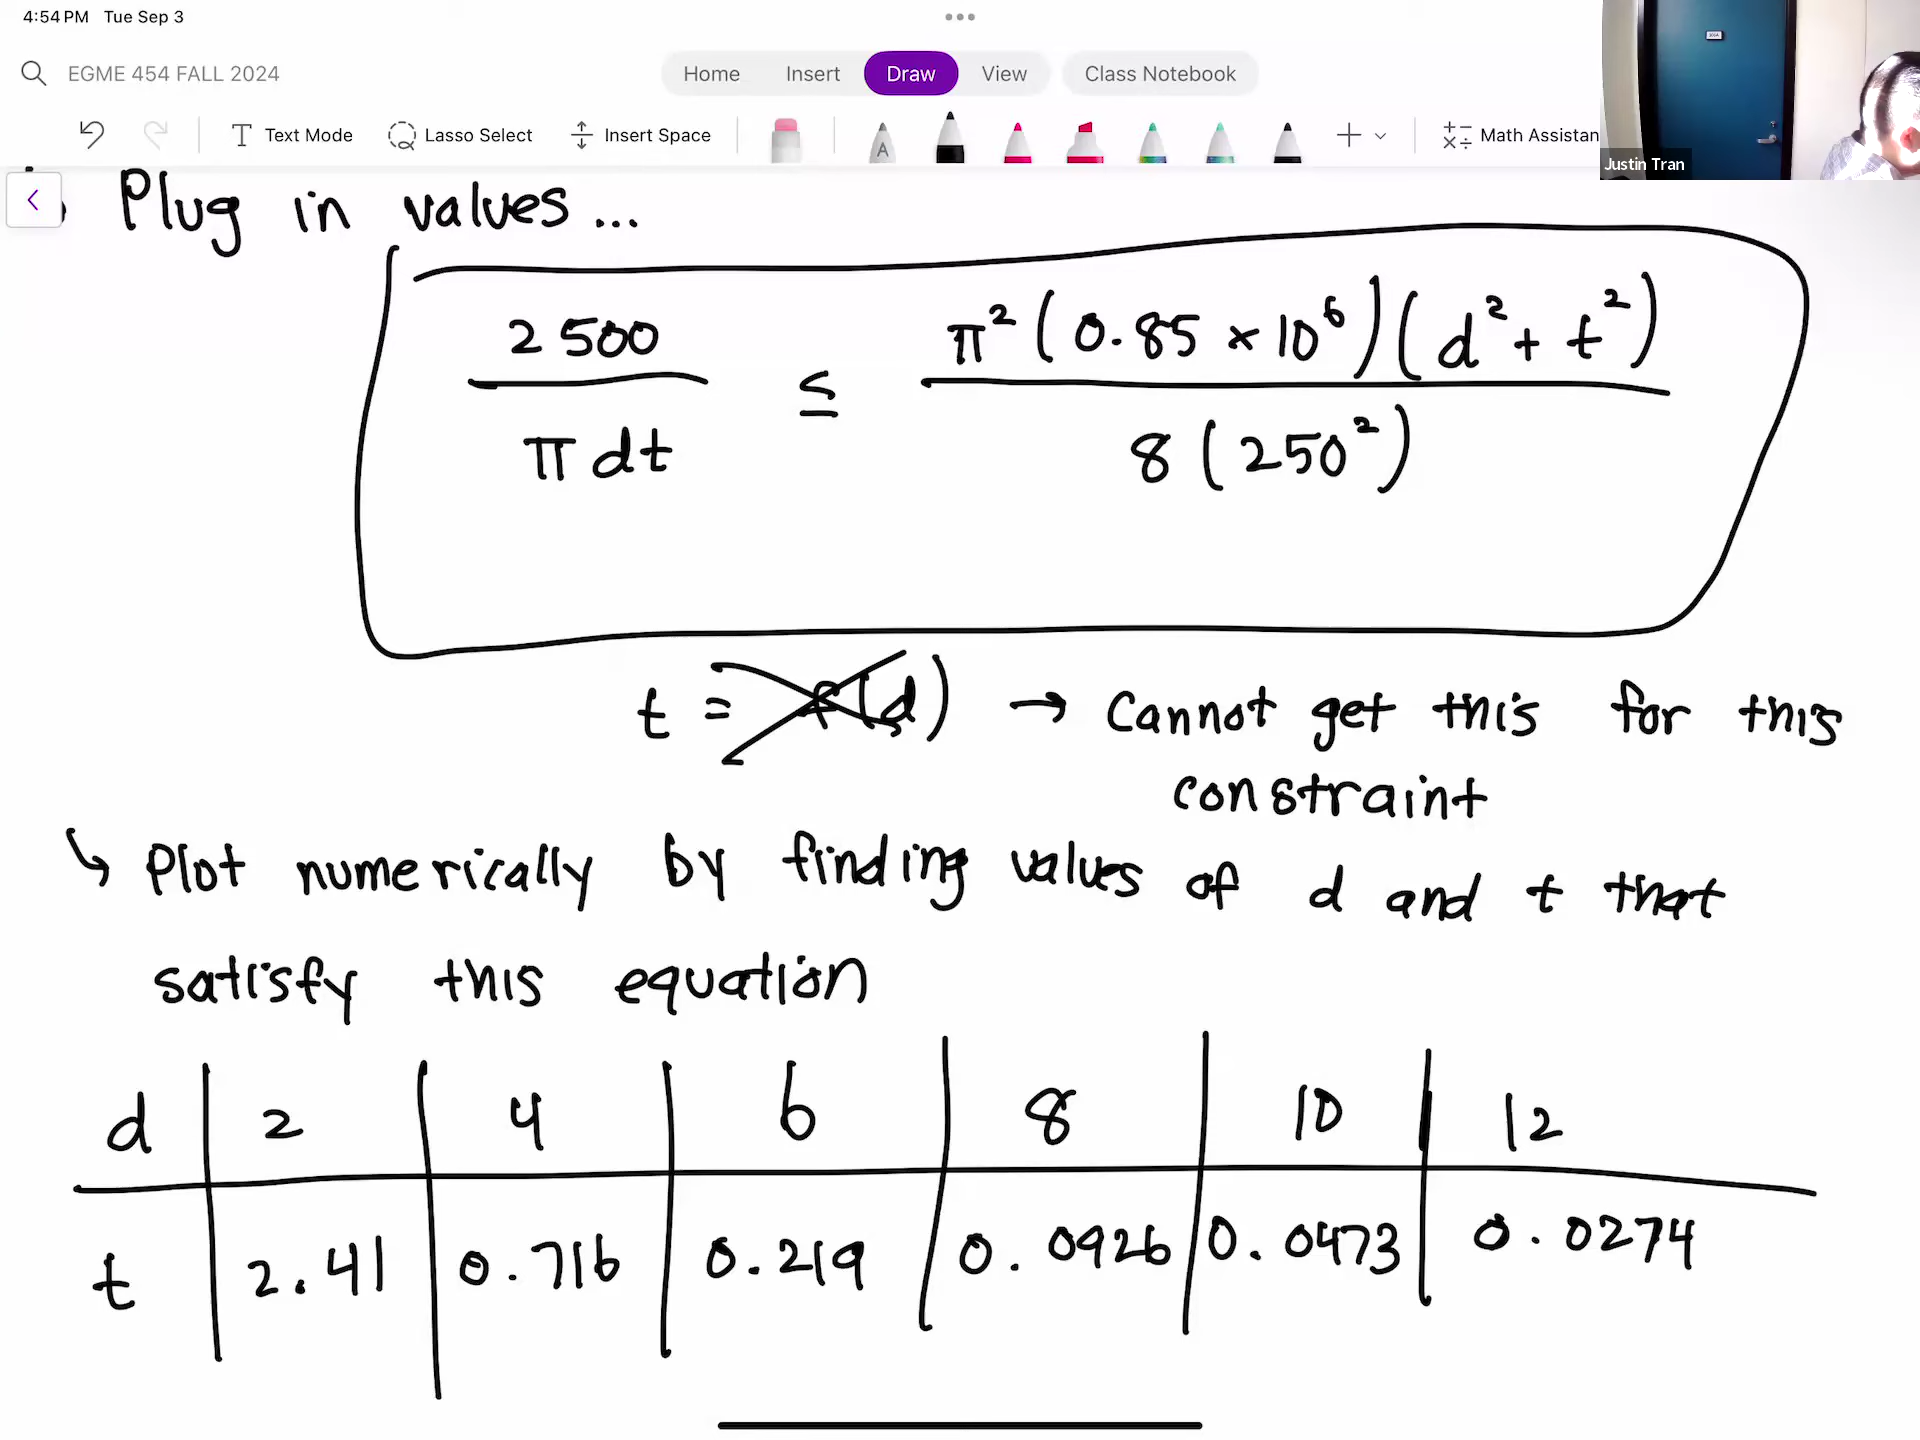 4:54 PM Tue Sep 3
EGME 454 FALL 2024
Home Insert Draw View Class Notebook
Text Mode Lasso Select Insert Space A Math Assistan
Justin Tran
Plug in values...
2500 / π dt ≤ π² (0.85 × 10⁶)(d² + t²) / 8 (250²)
t = f(d) → Cannot get this for this
constraint
↳ Plot numerically by finding values of d and t that
satisfy this equation
d 2 4 6 8 10 12
t 2.41 0.716 0.219 0.0926 0.0473 0.0274